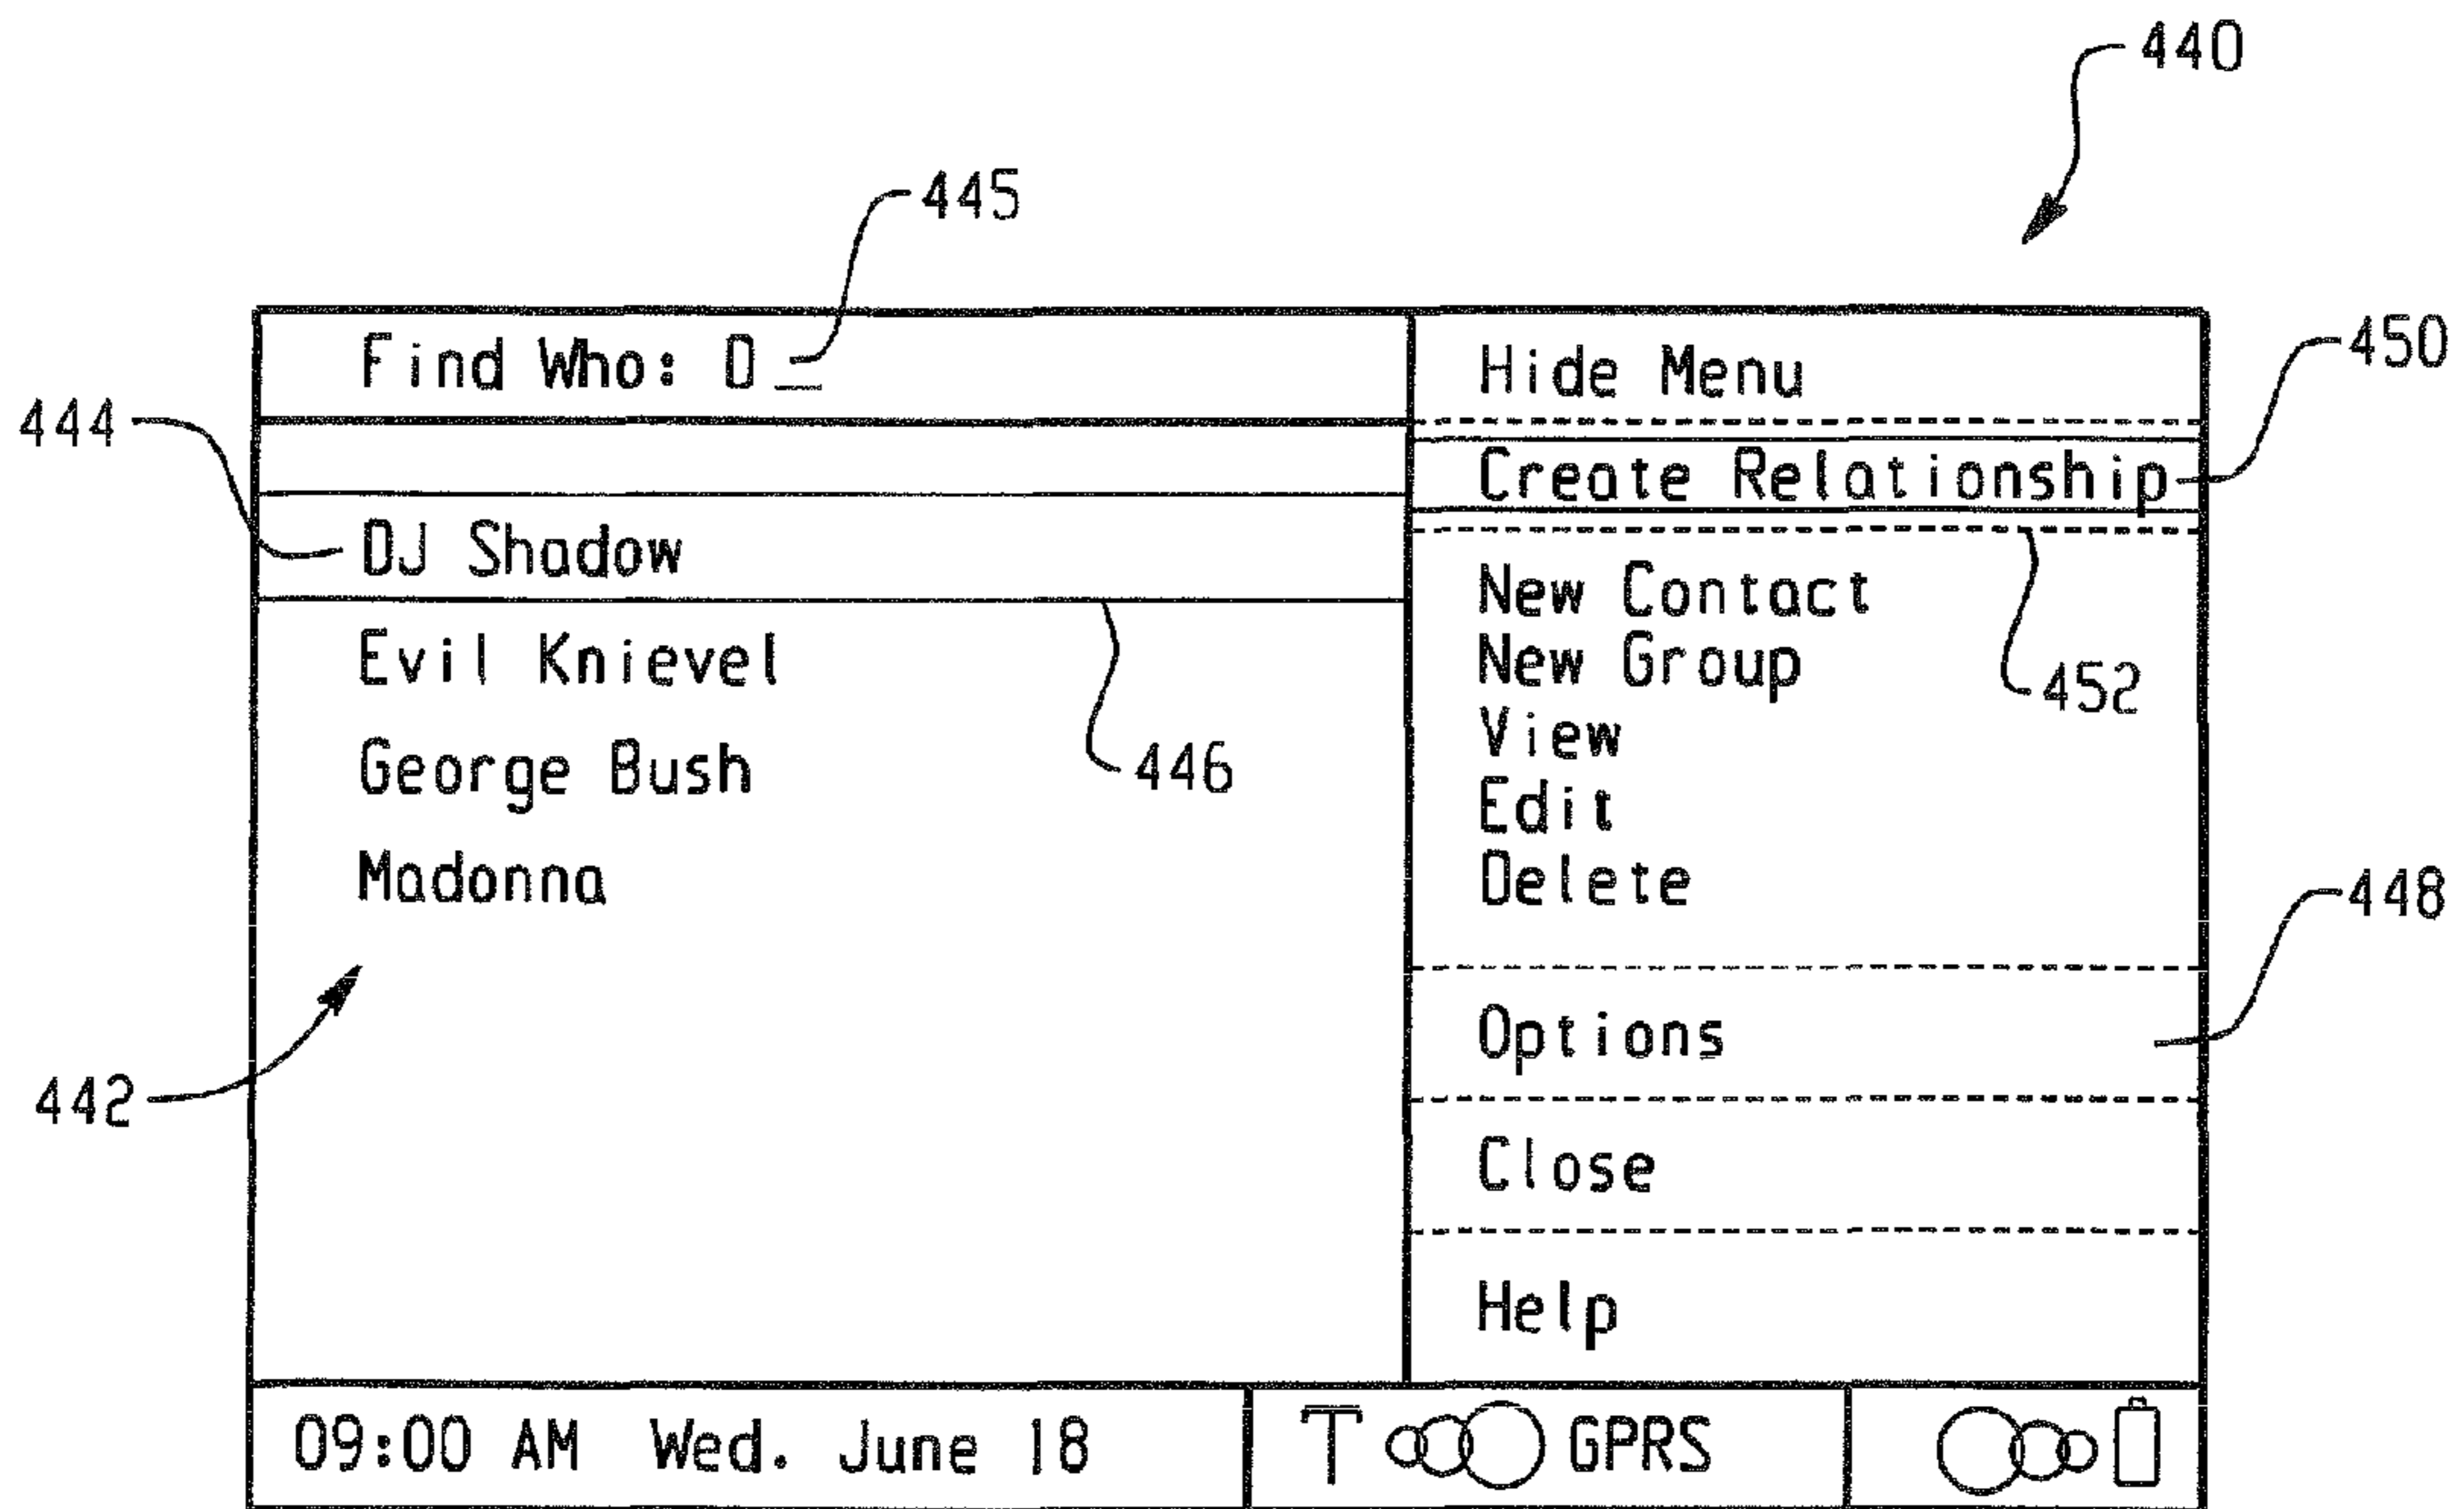 440
445
Find Who: D_
Hide Menu
450
444
Create Relationship
DJ Shadow
New Contact
Evil Knievel
New Group
452
View
George Bush
446
Edit
Madonna
Delete
448
Options
442
Close
Help
09:00 AM Wed. June 18
GPRS